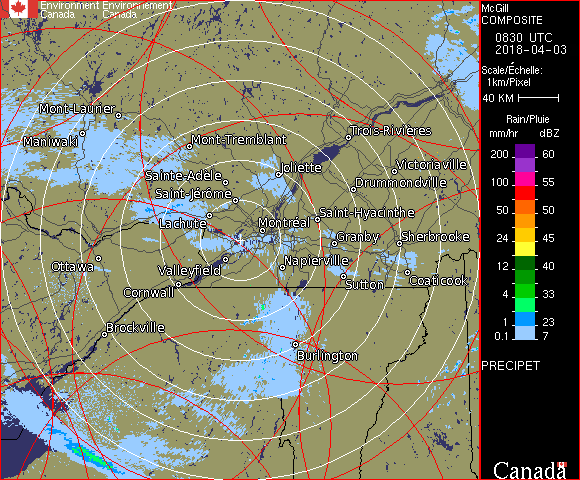 Environment Environnement
Canada Canada
McGill
COMPOSITE
0830 UTC
2018-04-03
Scale/Échelle:
1km/Pixel
40 KM
Rain/Pluie
mm/hr dBZ
200 60
100 55
50 50
24 45
12 40
4 33
1 23
0.1 7
PRECIPET
Canada
Mont-Laurier
Maniwaki
Mont-Tremblant
Trois-Rivières
Sainte-Adèle
Joliette
Victoriaville
Saint-Jérôme
Drummondville
Lachute
Montréal
Saint-Hyacinthe
Granby
Sherbrooke
Ottawa
Valleyfield
Napierville
Cornwall
Sutton
Coaticook
Brockville
Burlington